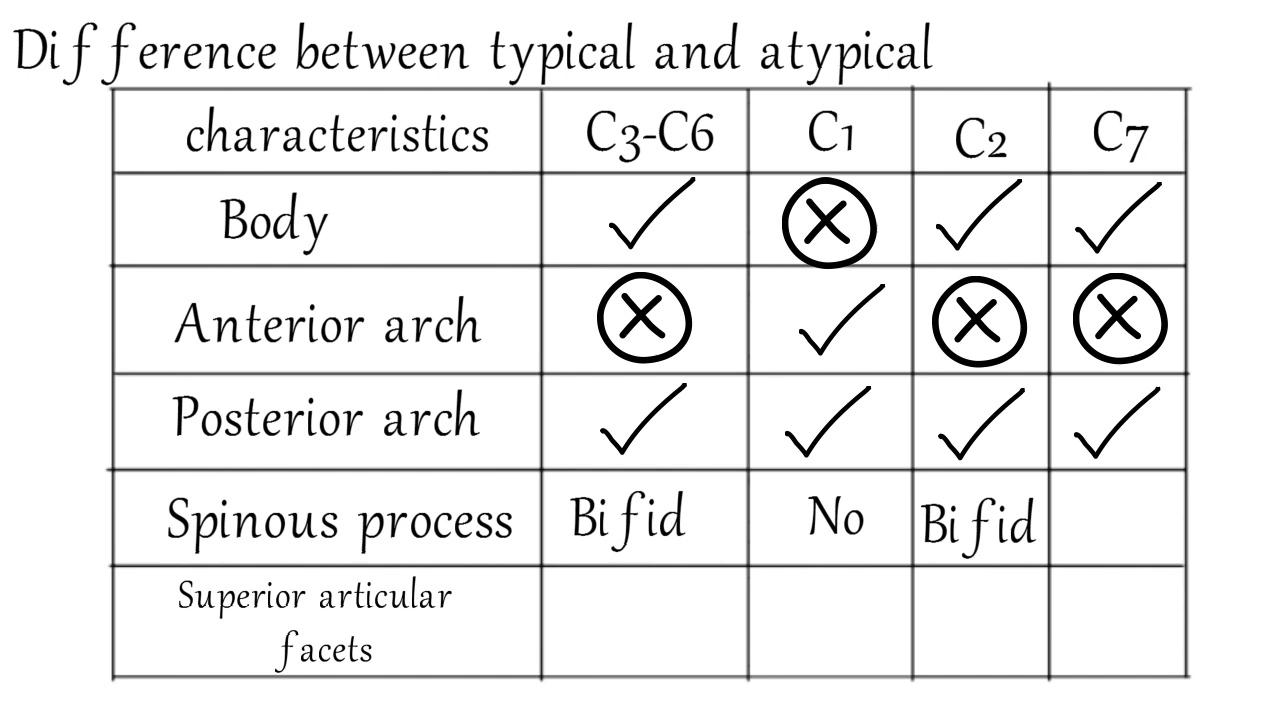 Difference between typical and atypical
characteristics C3-C6 C1 C2 C7
Body ✓ ⊗ ✓ ✓
Anterior arch ⊗ ✓ ⊗ ⊗
Posterior arch ✓ ✓ ✓ ✓
Spinous process Bifid No Bifid
Superior articular
facets